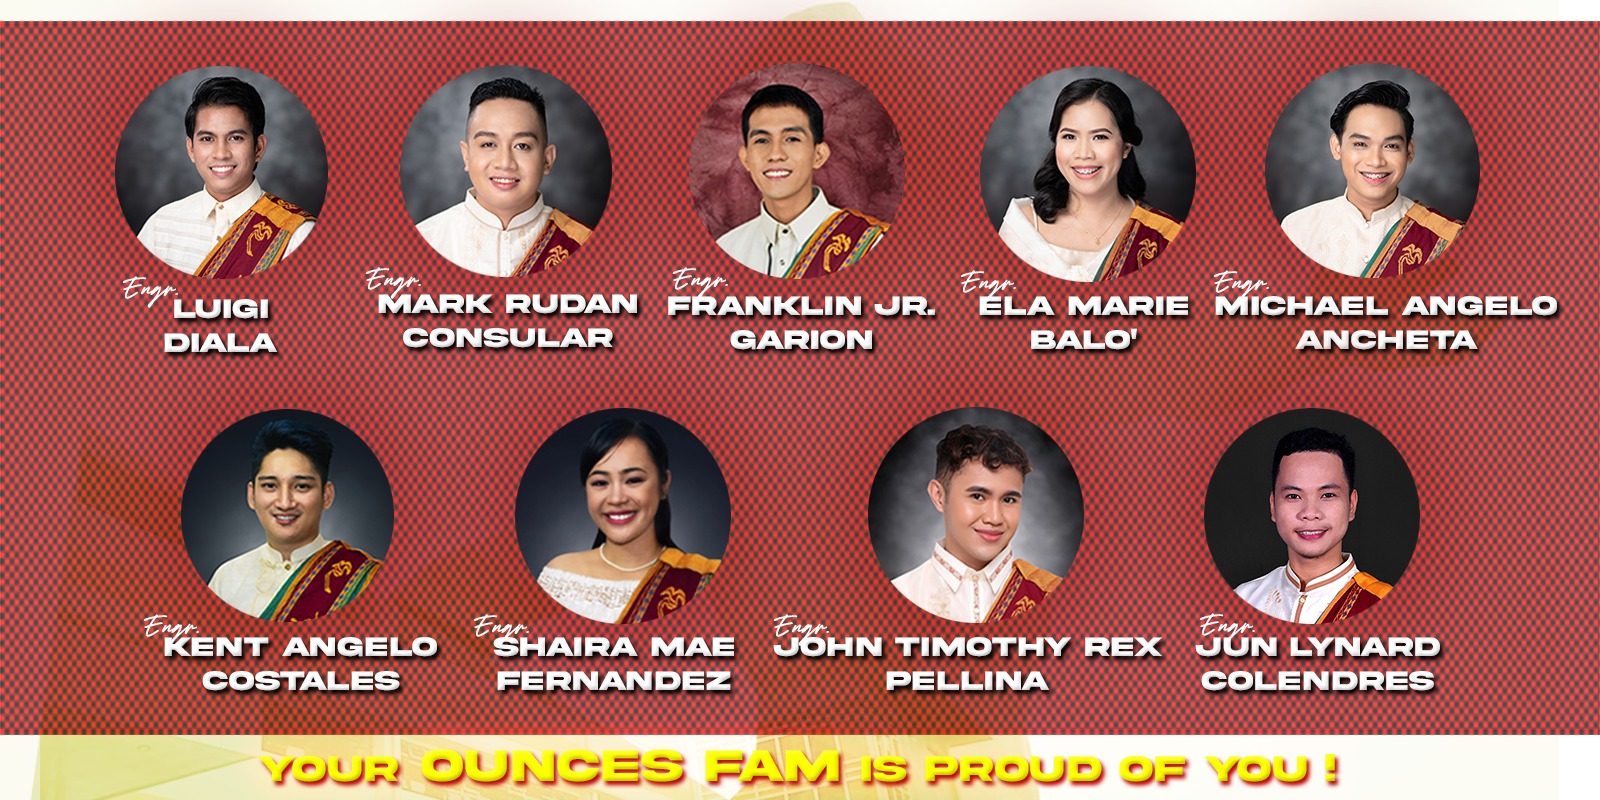 Engr.
LUIGI
DIALA
Engr.
MARK RUDAN
CONSULAR
Engr.
FRANKLIN JR.
GARION
Engr.
ELA MARIE
BALO'
Engr.
MICHAEL ANGELO
ANCHETA
Engr.
KENT ANGELO
COSTALES
Engr.
SHAIRA MAE
FERNANDEZ
Engr.
JOHN TIMOTHY REX
PELLINA
Engr.
JUN LYNARD
COLENDRES
YOUR OUNCES FAM IS PROUD OF YOU !